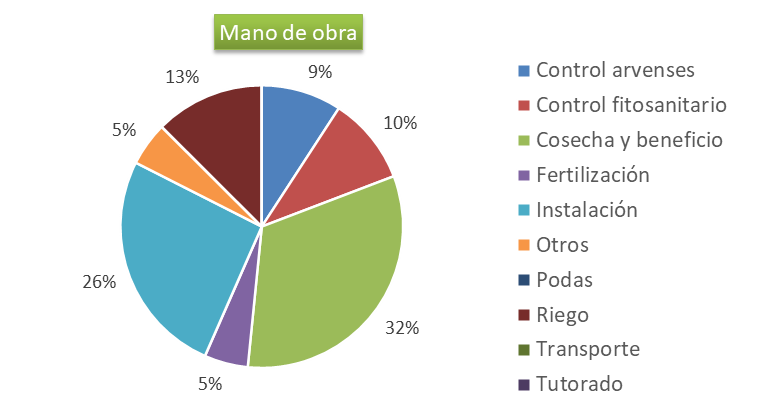 Mano de obra
9%
10%
32%
5%
26%
5%
13%
Control arvenses
Control fitosanitario
Cosecha y beneficio
Fertilización
Instalación
Otros
Podas
Riego
Transporte
Tutorado